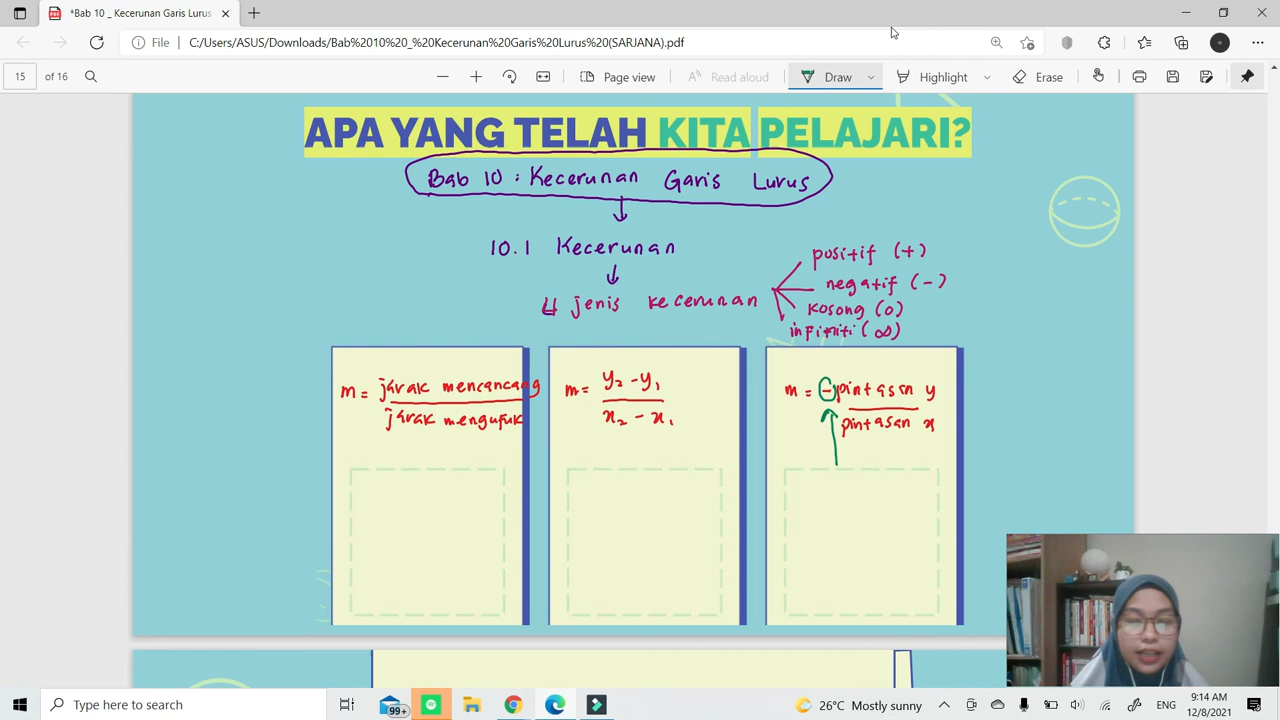 *Bab 10 _ Kecerunan Garis Lurus
File C:/Users/ASUS/Downloads/Bab%2010%20_%20Kecerunan%20Garis%20Lurus%20(SARJANA).pdf
15 of 16 Page view Read aloud Draw Highlight Erase
APA YANG TELAH KITA PELAJARI?
Bab 10 : Kecerunan Garis Lurus
10.1 Kecerunan
4 jenis kecerunan
positif (+)
negatif (-)
kosong (0)
infiniti (∞)
m = jarak mencancang
jarak mengufuk
m = y₂ - y₁
x₂ - x₁
m = - pintasan y
pintasan x
Type here to search
99+
26°C Mostly sunny
ENG
9:14 AM
12/8/2021